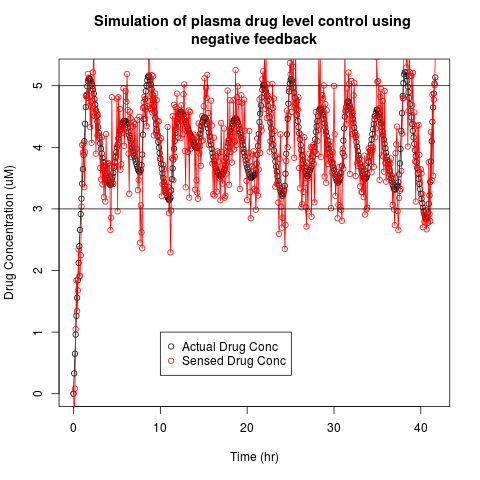 Simulation of plasma drug level control using
negative feedback
Drug Concentration (uM)
5
4
3
2
1
0
Actual Drug Conc
Sensed Drug Conc
0 10 20 30 40
Time (hr)